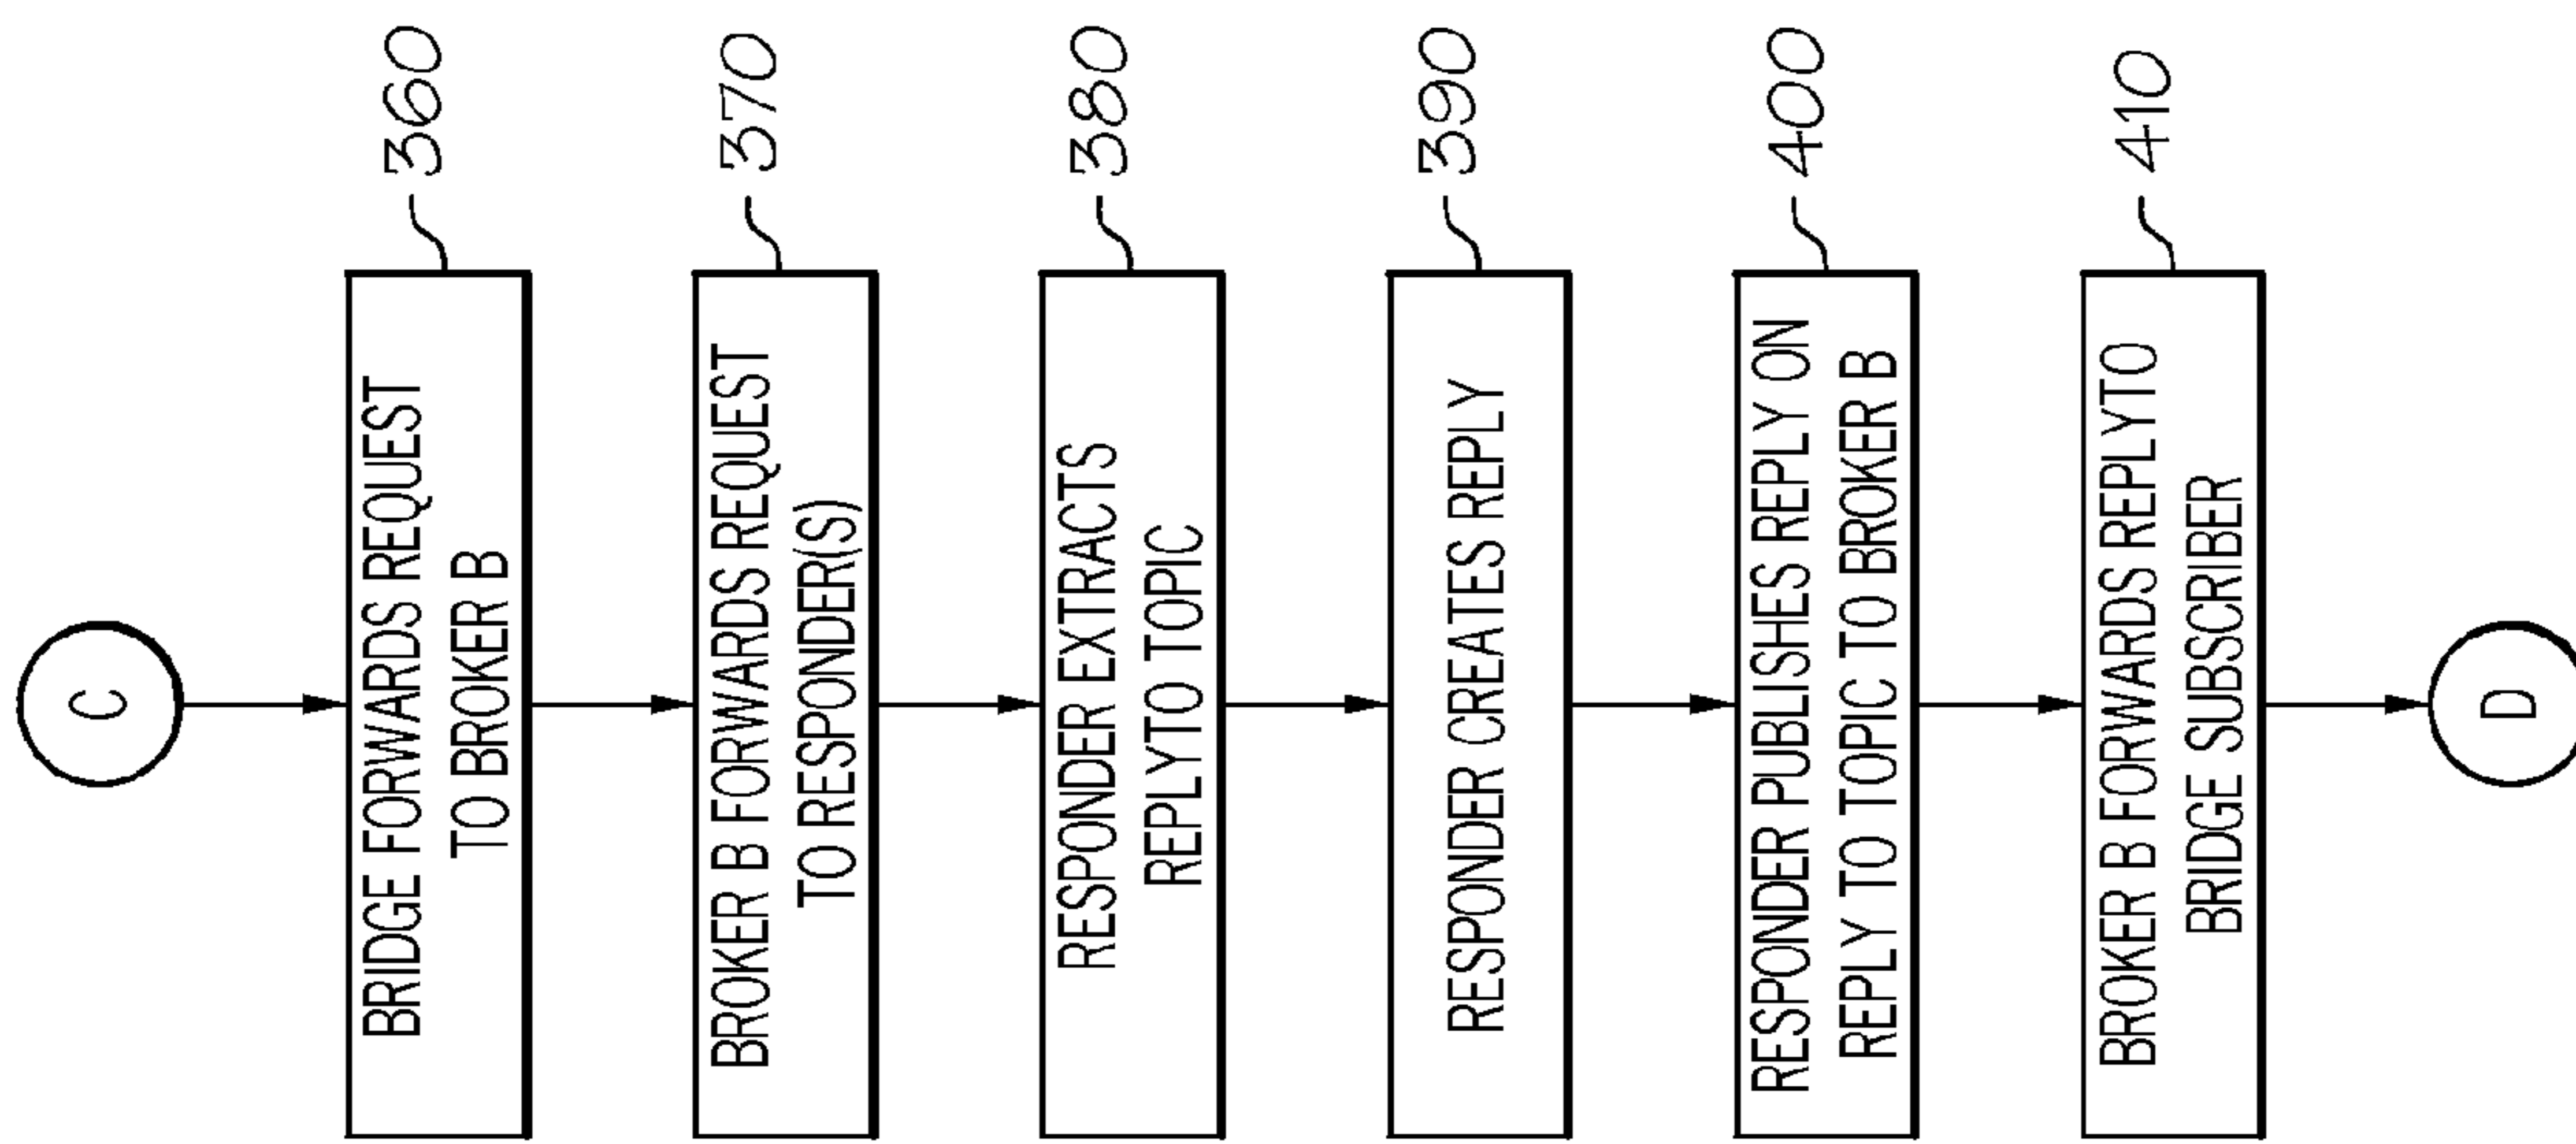 C
BRIDGE FORWARDS REQUEST
TO BROKER B
360
BROKER B FORWARDS REQUEST
TO RESPONDER(S)
370
RESPONDER EXTRACTS
REPLYTO TOPIC
380
RESPONDER CREATES REPLY
390
RESPONDER PUBLISHES REPLY ON
REPLY TO TOPIC TO BROKER B
400
BROKER B FORWARDS REPLYTO
BRIDGE SUBSCRIBER
410
D